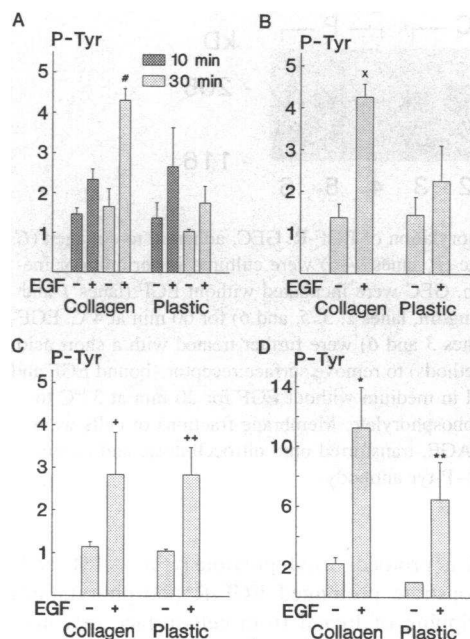 A
P-Tyr
10 min
30 min
#
5
4
3
2
1
EGF - + - + - + - +
Collagen Plastic
B
P-Tyr
x
5
4
3
2
1
EGF - + - +
Collagen Plastic
C
P-Tyr
+
++
5
4
3
2
1
EGF - + - +
Collagen Plastic
D
P-Tyr
*
**
14
10
6
2
EGF - + - +
Collagen Plastic